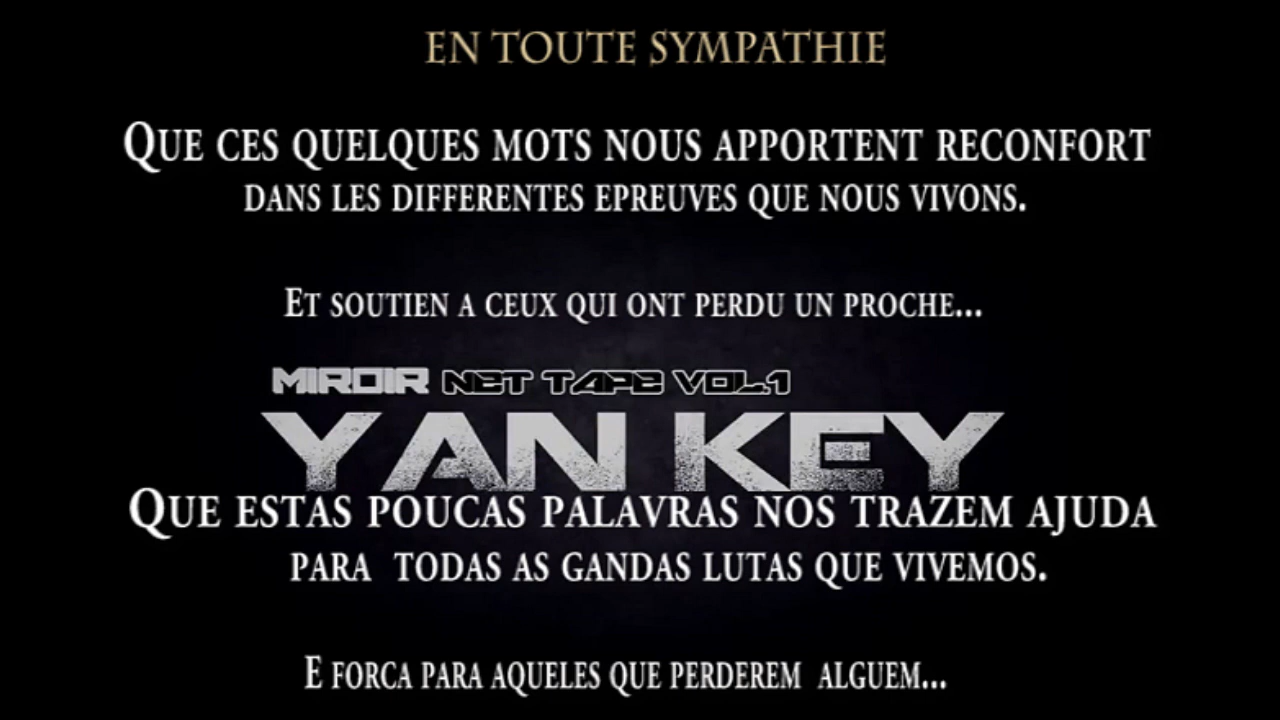 EN TOUTE SYMPATHIE
QUE CES QUELQUES MOTS NOUS APPORTENT RECONFORT
DANS LES DIFFERENTES EPREUVES QUE NOUS VIVONS.
ET SOUTIEN A CEUX QUI ONT PERDU UN PROCHE...
MIROIR NET TAPE VOL.1
YAN KEY
QUE ESTAS POUCAS PALAVRAS NOS TRAZEM AJUDA
PARA TODAS AS GANDAS LUTAS QUE VIVEMOS.
E FORCA PARA AQUELES QUE PERDEREM ALGUEM...